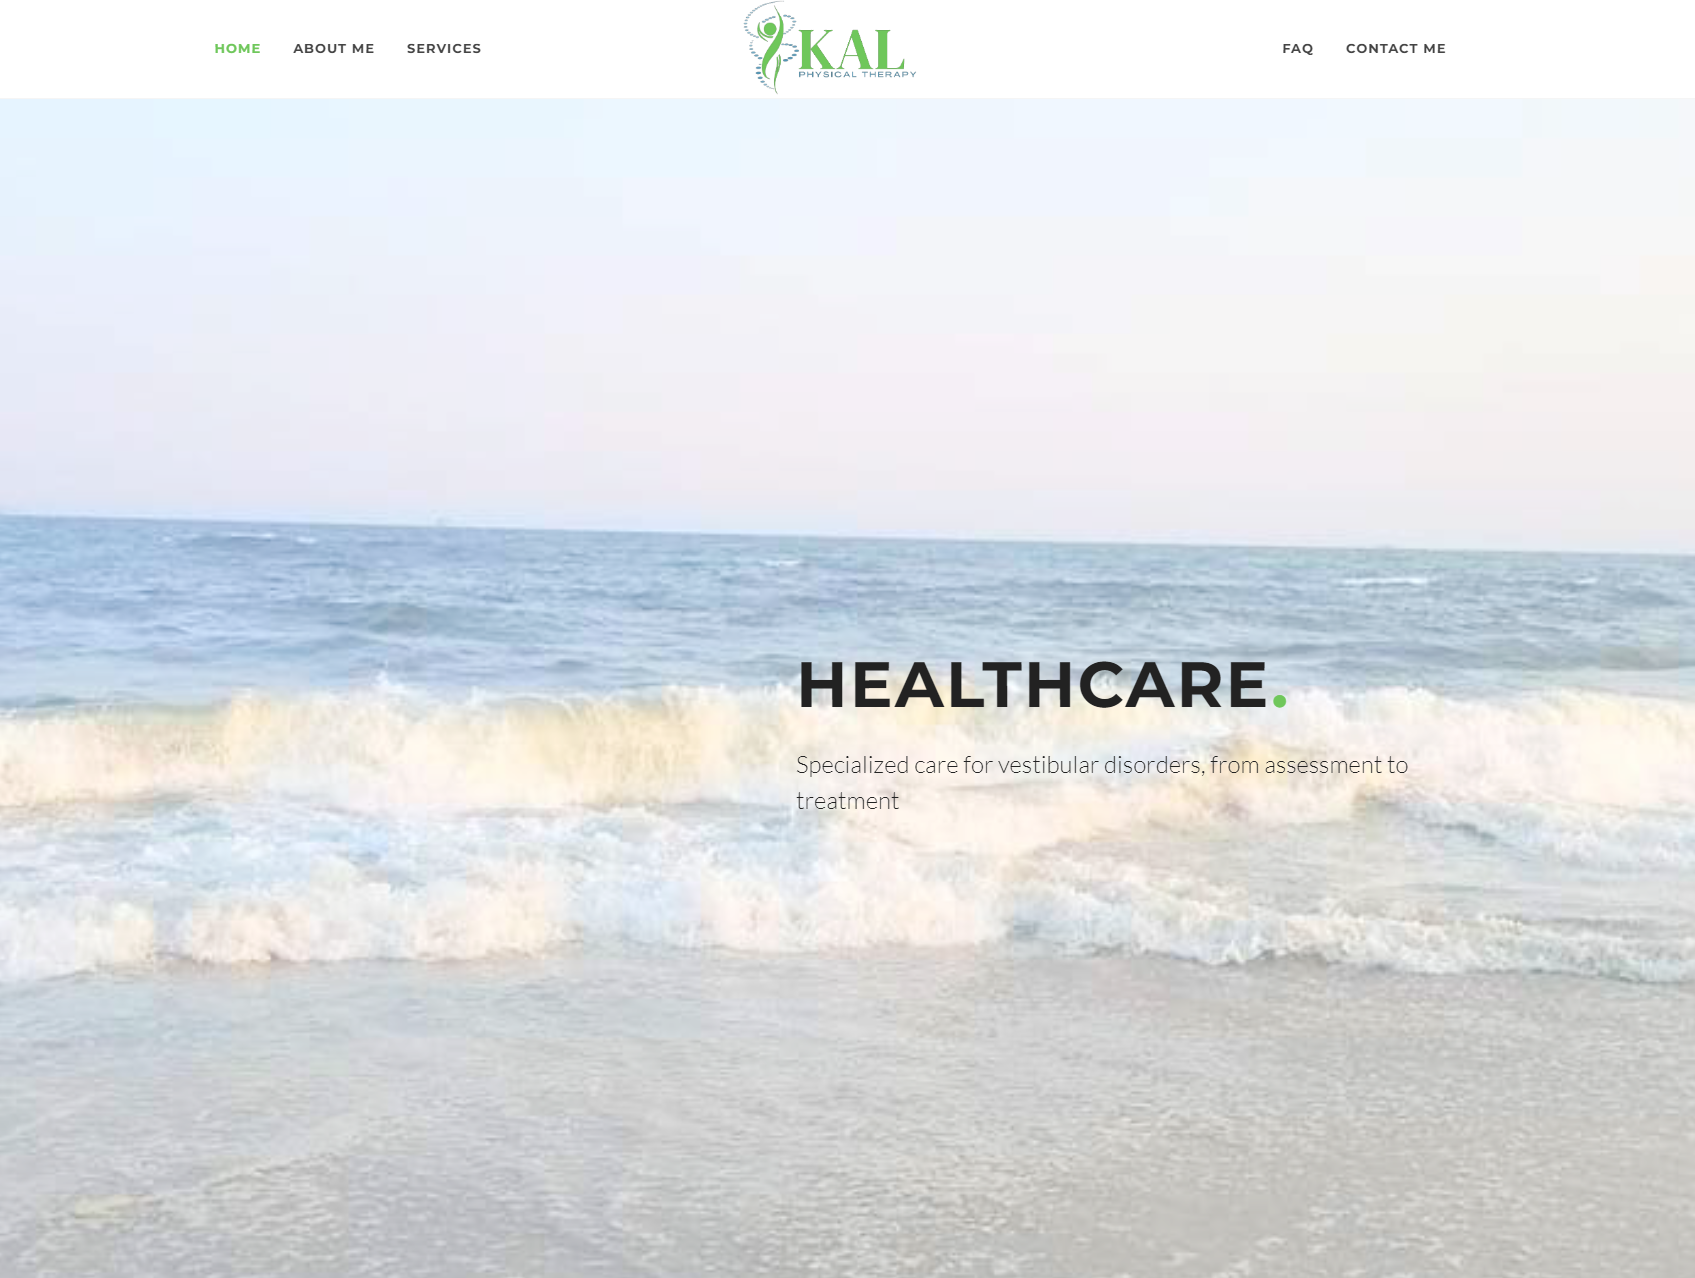 HOME
ABOUT ME
SERVICES
KAL
PHYSICAL THERAPY
FAQ
CONTACT ME
HEALTHCARE.
Specialized care for vestibular disorders, from assessment to
treatment